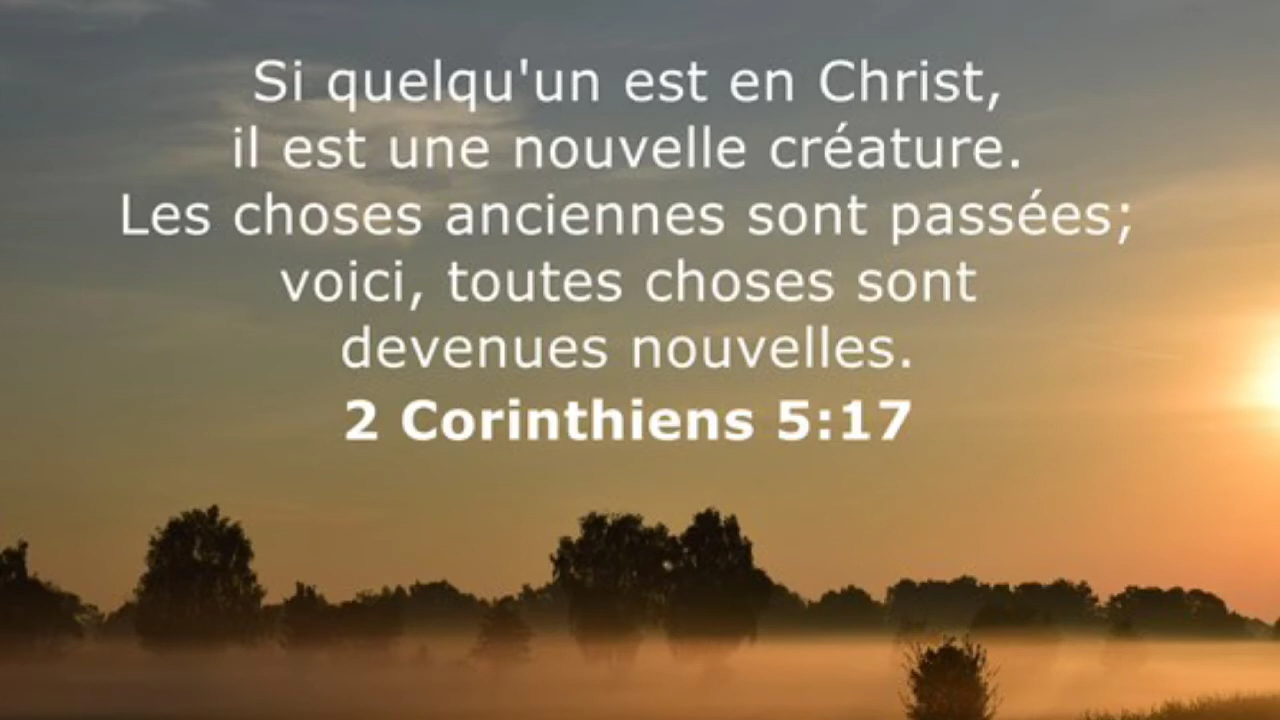 Si quelqu'un est en Christ,
il est une nouvelle créature.
Les choses anciennes sont passées;
voici, toutes choses sont
devenues nouvelles.
2 Corinthiens 5:17